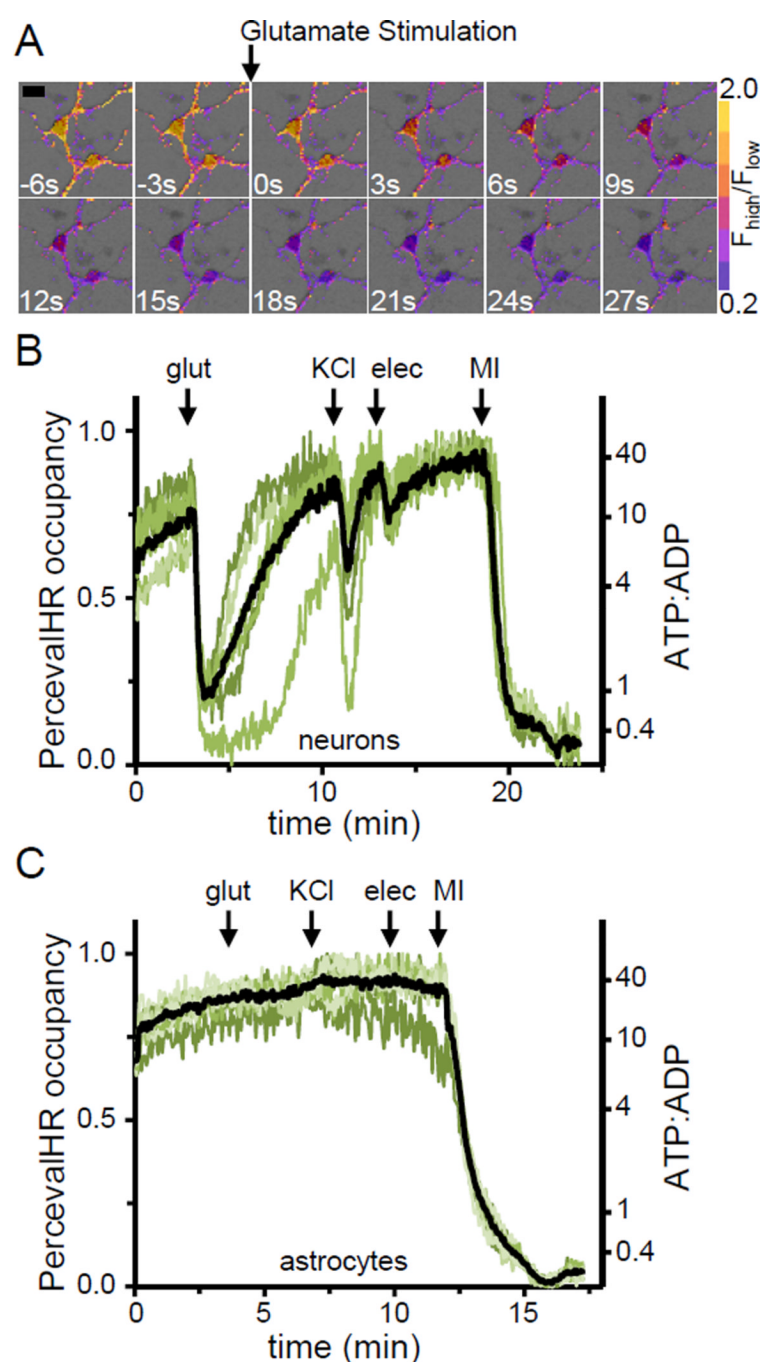 A
Glutamate Stimulation
-6s -3s 0s 3s 6s 9s
12s 15s 18s 21s 24s 27s
2.0
F_high/F_low
0.2
B
glut KCl elec MI
PercevalHR occupancy
1.0
0.5
0.0
neurons
0 10 20
time (min)
40
10
4
1
0.4
ATP:ADP
C
glut KCl elec MI
PercevalHR occupancy
1.0
0.5
0.0
astrocytes
0 5 10 15
time (min)
40
10
4
1
0.4
ATP:ADP